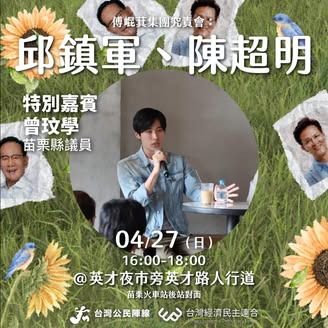 傅崐萁集團究責會：
邱鎮軍、陳超明
特別嘉賓
曾玟學
苗栗縣議員
04/27（日）
16:00-18:00
@英才夜市旁英才路人行道
苗栗火車站後站對面
台灣公民陣線
台灣經濟民主連合